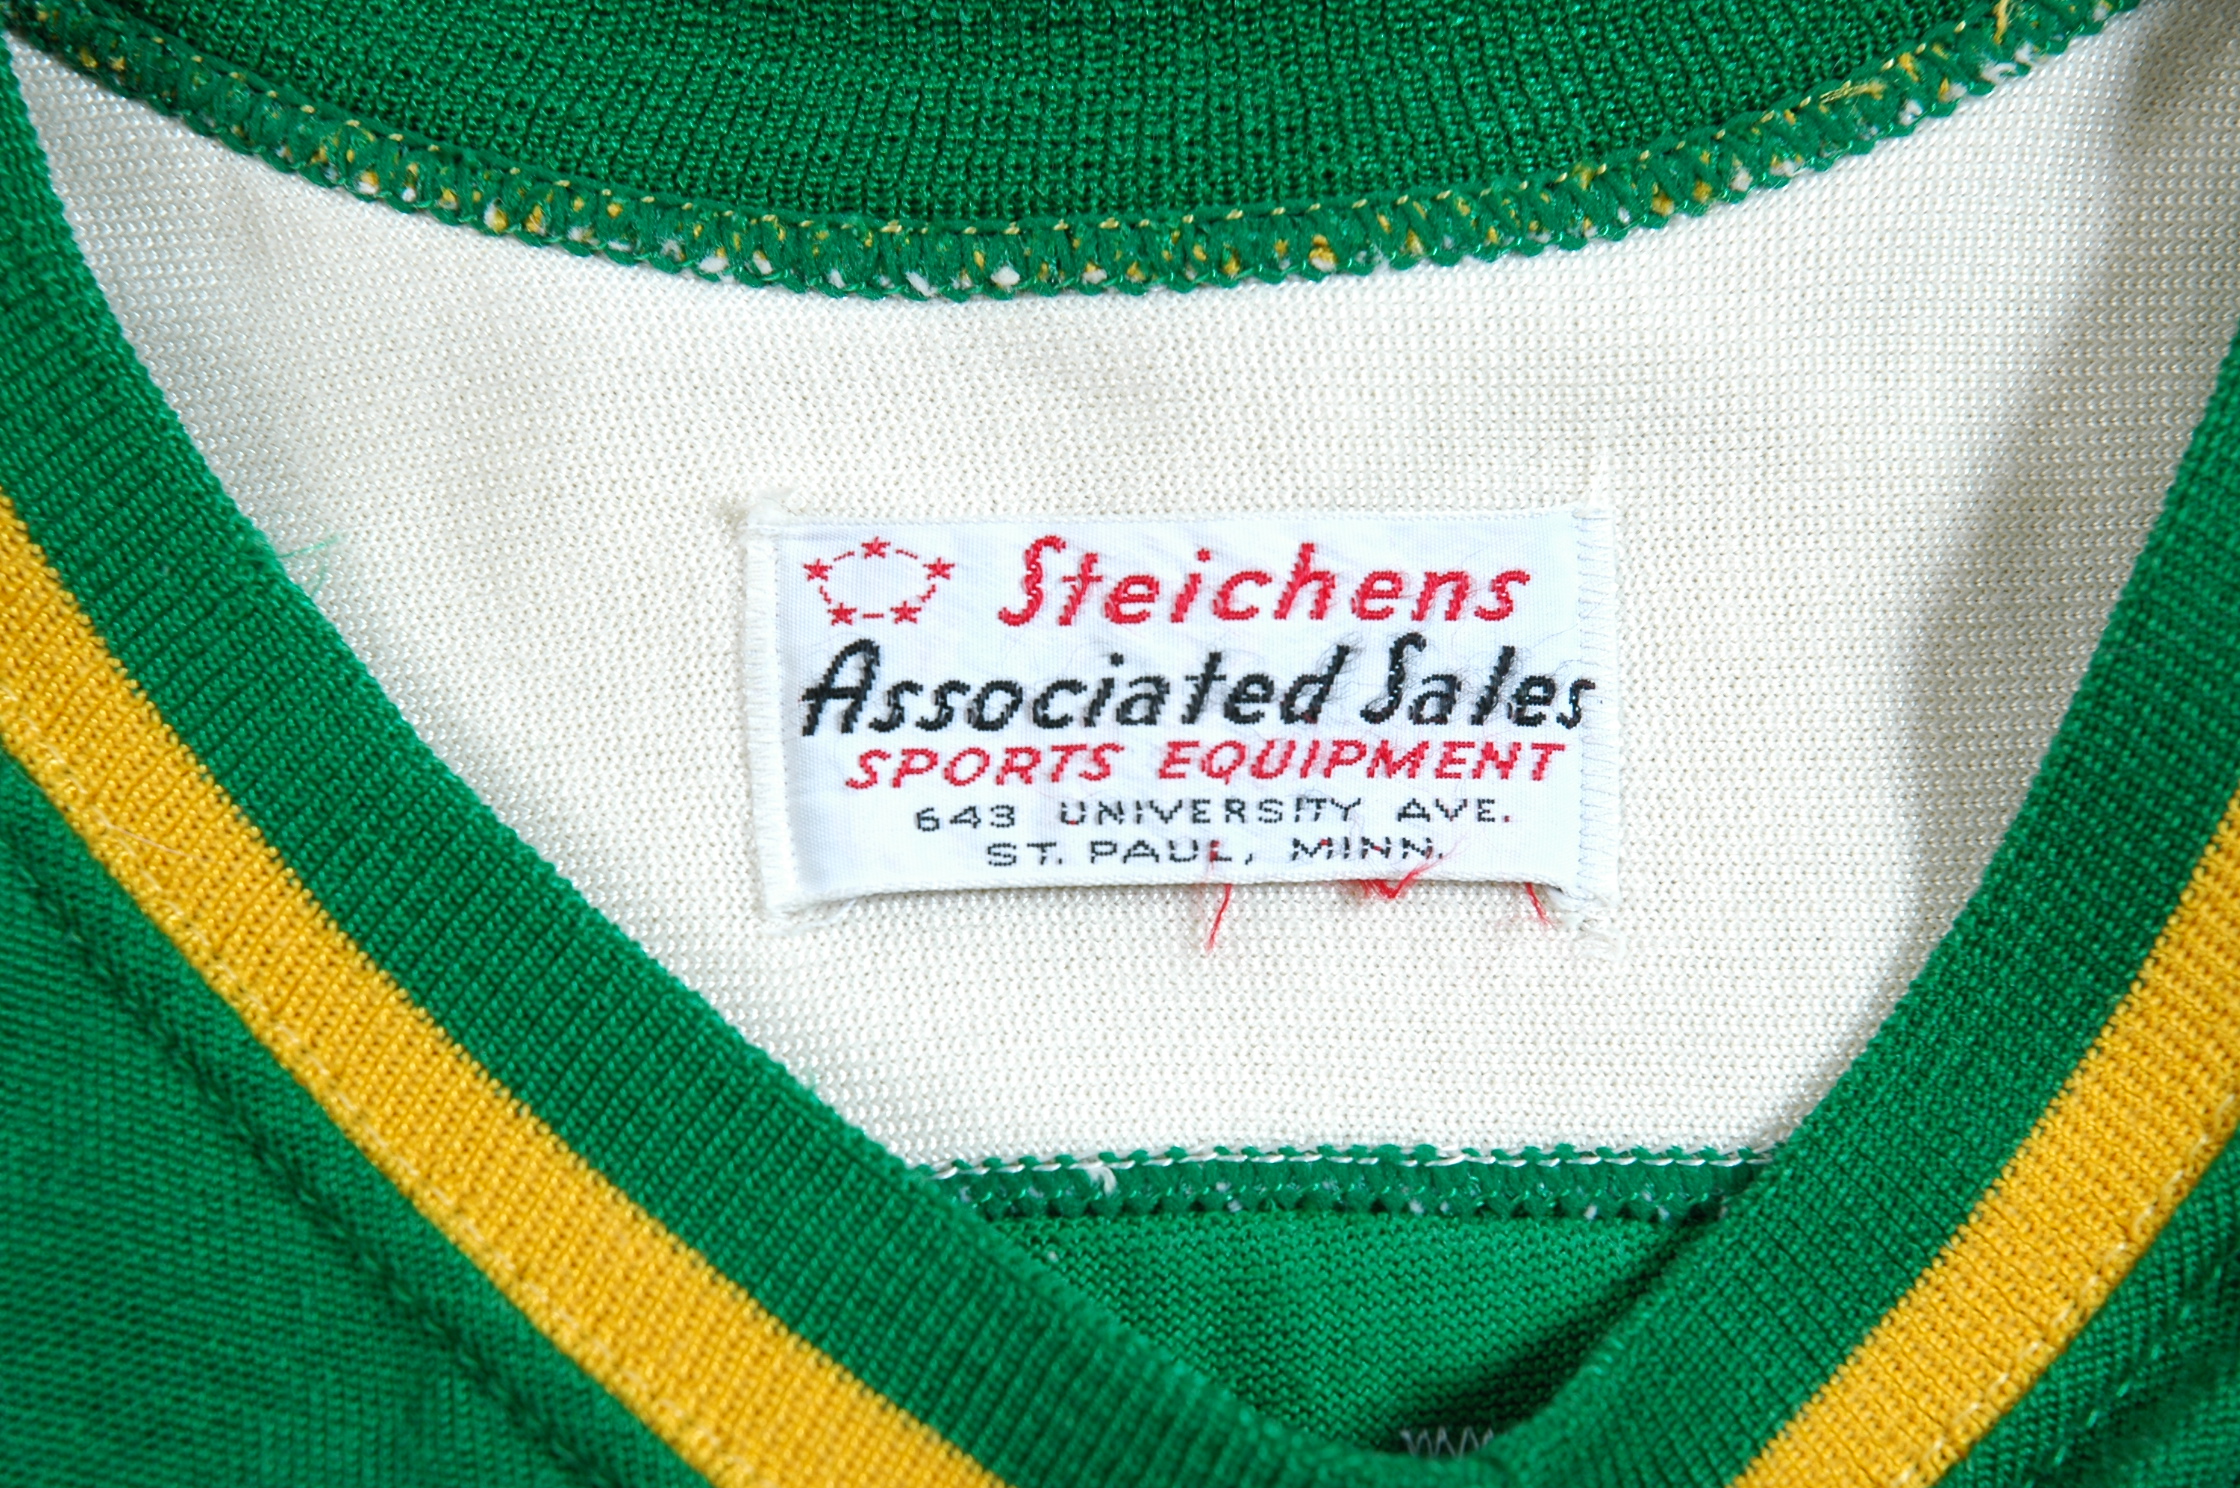 Steichens
Associated Sales
SPORTS EQUIPMENT
643 UNIVERSITY AVE.
ST. PAUL, MINN.